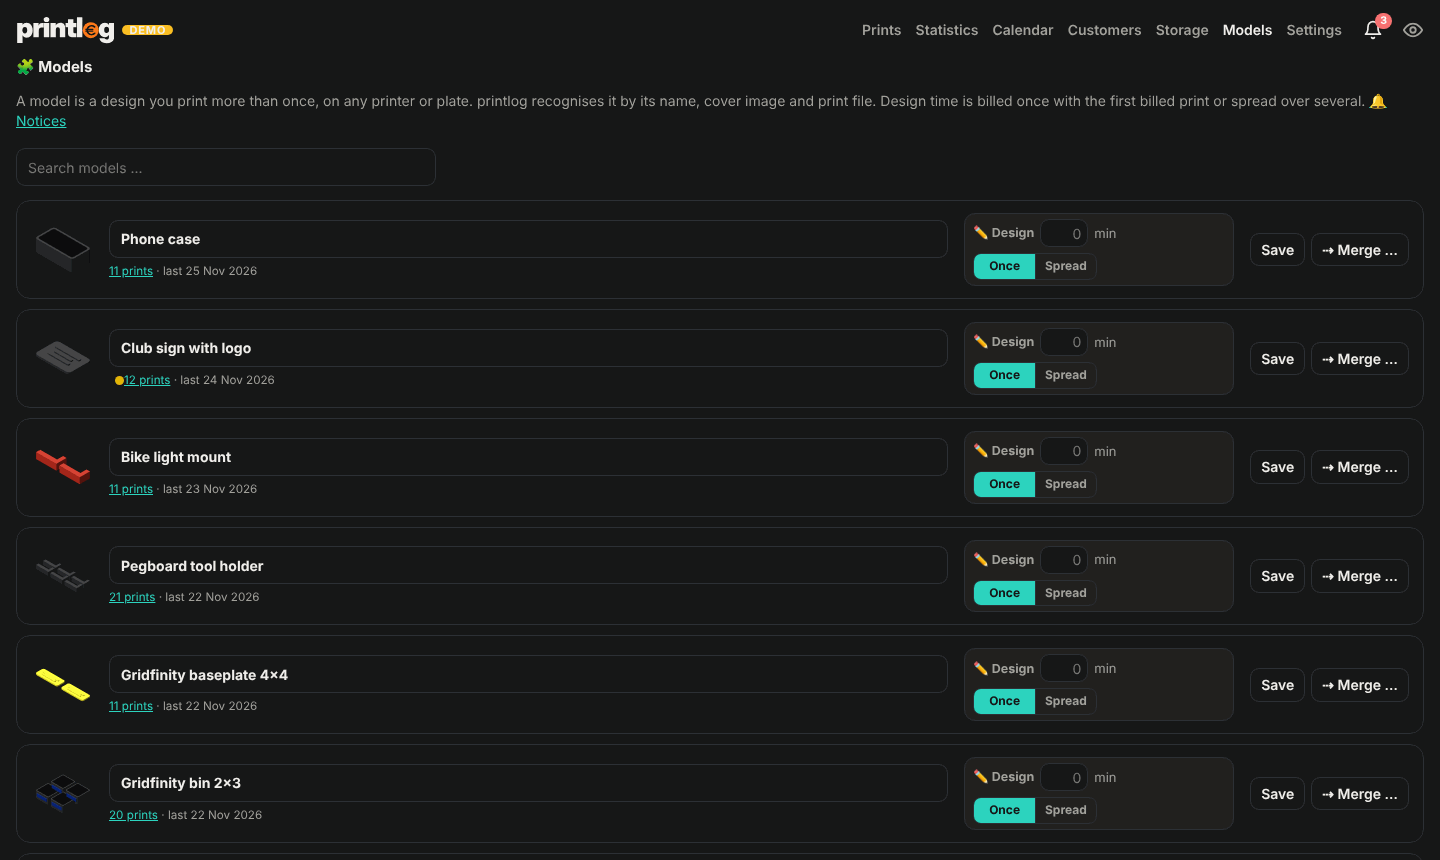 printlog DEMO
Prints Statistics Calendar Customers Storage Models Settings 3
🧩 Models
A model is a design you print more than once, on any printer or plate. printlog recognises it by its name, cover image and print file. Design time is billed once with the first billed print or spread over several. 🔔
Notices
Search models ...
Phone case
11 prints · last 25 Nov 2026
✏️ Design 0 min
Once Spread
Save ⇢ Merge ...
Club sign with logo
12 prints · last 24 Nov 2026
✏️ Design 0 min
Once Spread
Save ⇢ Merge ...
Bike light mount
11 prints · last 23 Nov 2026
✏️ Design 0 min
Once Spread
Save ⇢ Merge ...
Pegboard tool holder
21 prints · last 22 Nov 2026
✏️ Design 0 min
Once Spread
Save ⇢ Merge ...
Gridfinity baseplate 4×4
11 prints · last 22 Nov 2026
✏️ Design 0 min
Once Spread
Save ⇢ Merge ...
Gridfinity bin 2×3
20 prints · last 22 Nov 2026
✏️ Design 0 min
Once Spread
Save ⇢ Merge ...